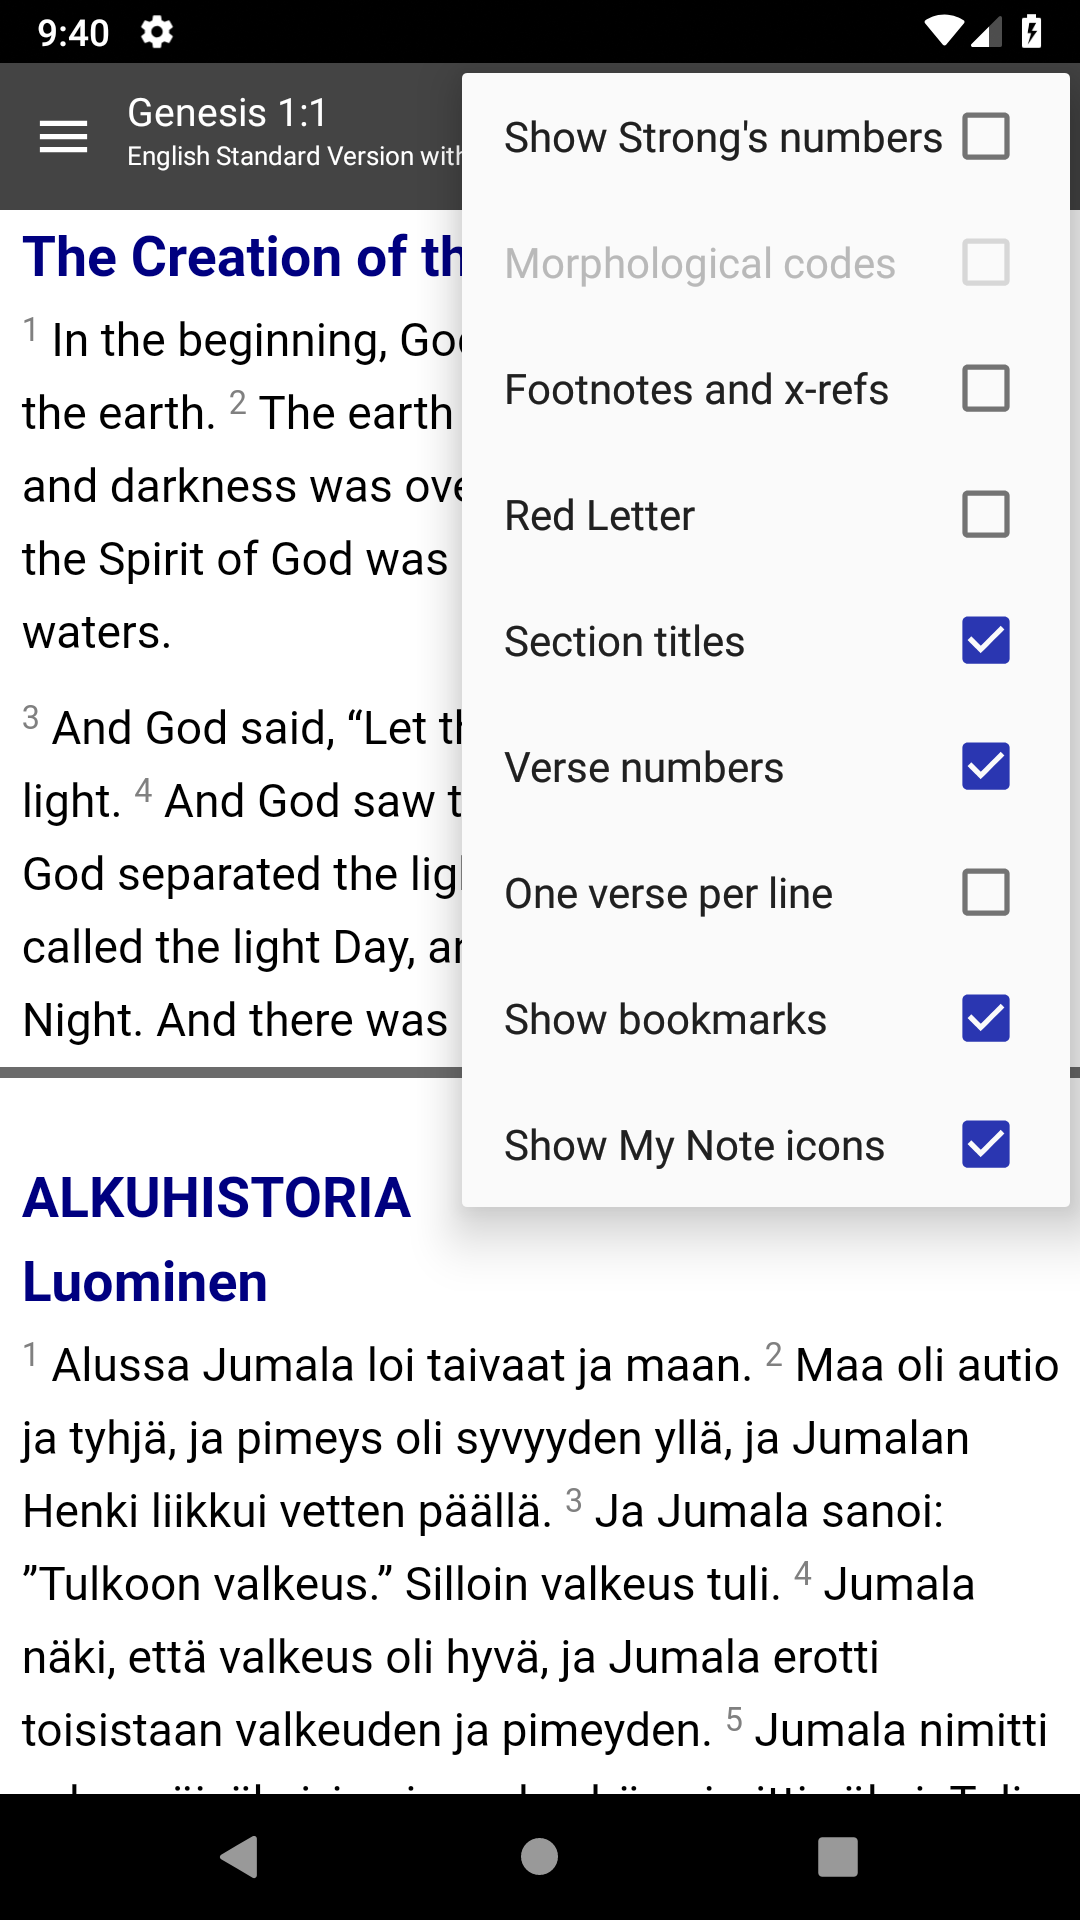 9:40
Genesis 1:1
English Standard Version
Show Strong's numbers
Morphological codes
Footnotes and x-refs
Red Letter
Section titles
Verse numbers
One verse per line
Show bookmarks
Show My Note icons
The Creation of
1 In the beginning,
the earth. 2 The earth
and darkness was
the Spirit of God was
waters.
3 And God said, “Let
light. 4 And God saw
God separated the
called the light Day,
Night. And there was
ALKUHISTORIA
Luominen
1 Alussa Jumala loi taivaat ja maan. 2 Maa oli autio
ja tyhjä, ja pimeys oli syvyyden yllä, ja Jumalan
Henki liikkui vetten päällä. 3 Ja Jumala sanoi:
”Tulkoon valkeus.” Silloin valkeus tuli. 4 Jumala
näki, että valkeus oli hyvä, ja Jumala erotti
toisistaan valkeuden ja pimeyden. 5 Jumala nimitti